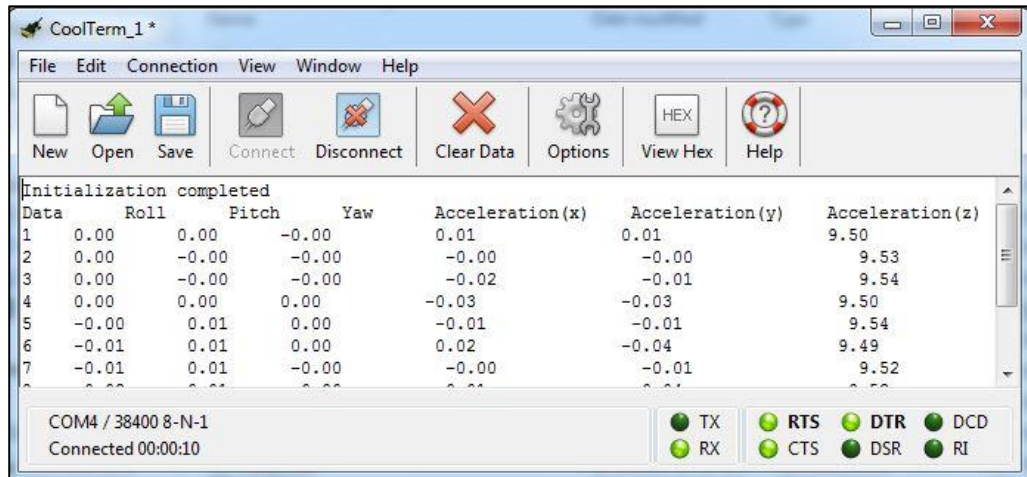 CoolTerm_1 *
File Edit Connection View Window Help
New Open Save Connect Disconnect Clear Data Options HEX View Hex Help
Initialization completed
Data Roll Pitch Yaw Acceleration(x) Acceleration(y) Acceleration(z)
1 0.00 0.00 -0.00 0.01 0.01 9.50
2 0.00 -0.00 -0.00 -0.00 -0.00 9.53
3 0.00 -0.00 -0.00 -0.02 -0.01 9.54
4 0.00 0.00 0.00 -0.03 -0.03 9.50
5 -0.00 0.01 0.00 -0.01 -0.01 9.54
6 -0.01 0.01 0.00 0.02 -0.04 9.49
7 -0.01 0.01 -0.00 -0.00 -0.01 9.52
COM4 / 38400 8-N-1 TX RTS DTR DCD
Connected 00:00:10 RX CTS DSR RI